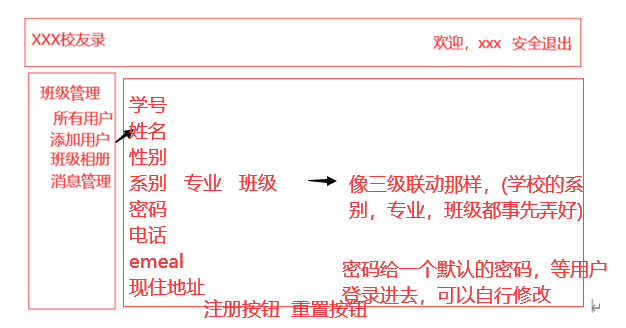 XXX校友录
欢迎，xxx 安全退出
班级管理
所有用户
添加用户
班级相册
消息管理
学号
姓名
性别
系别 专业 班级
密码
电话
emeal
现住地址
像三级联动那样，(学校的系
别，专业，班级都事先弄好)
密码给一个默认的密码，等用户
登录进去，可以自行修改
注册按钮 重置按钮